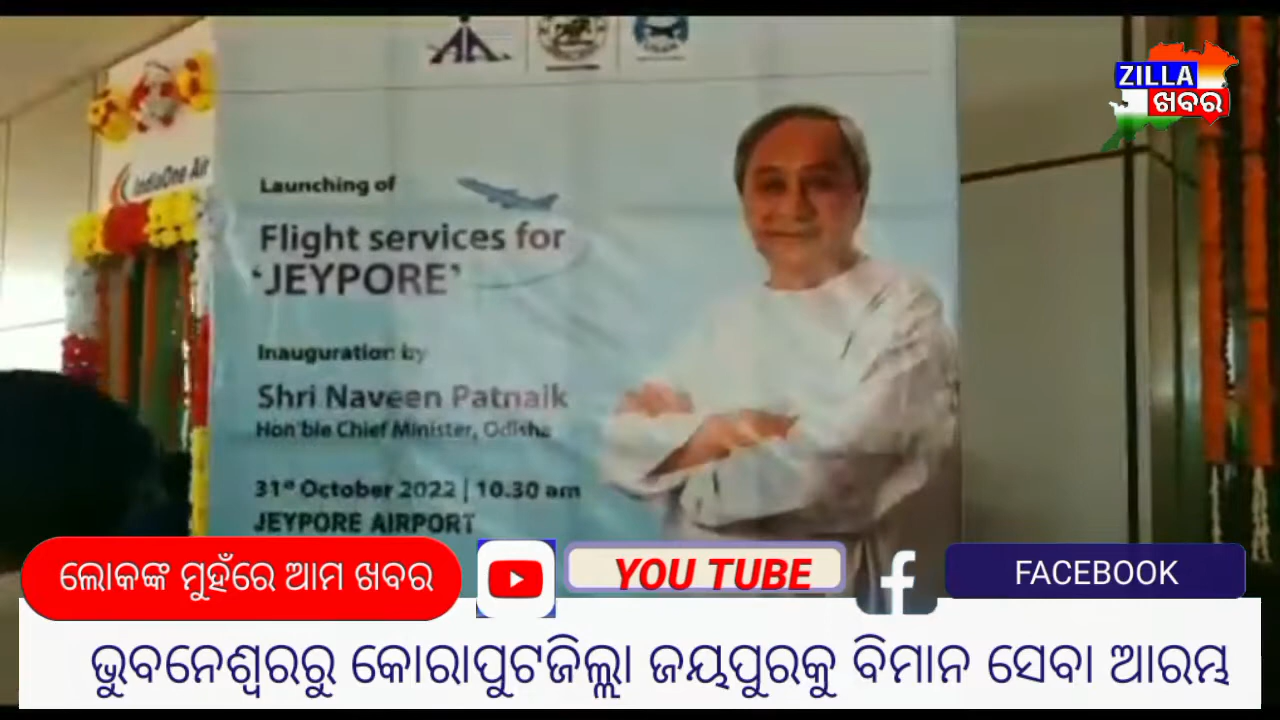 ZILLA
ଖବର
IndiaOne Air
Launching of
Flight services for
'JEYPORE'
Inauguration by
Shri Naveen Patnaik
Hon'ble Chief Minister, Odisha
31st October 2022 | 10.30 am
JEYPORE AIRPORT
ଲୋକଙ୍କ ମୁହଁରେ ଆମ ଖବର
YOU TUBE
FACEBOOK
ଭୁବନେଶ୍ୱରରୁ କୋରାପୁଟଜିଲ୍ଲା ଜୟପୁରକୁ ବିମାନ ସେବା ଆରମ୍ଭ